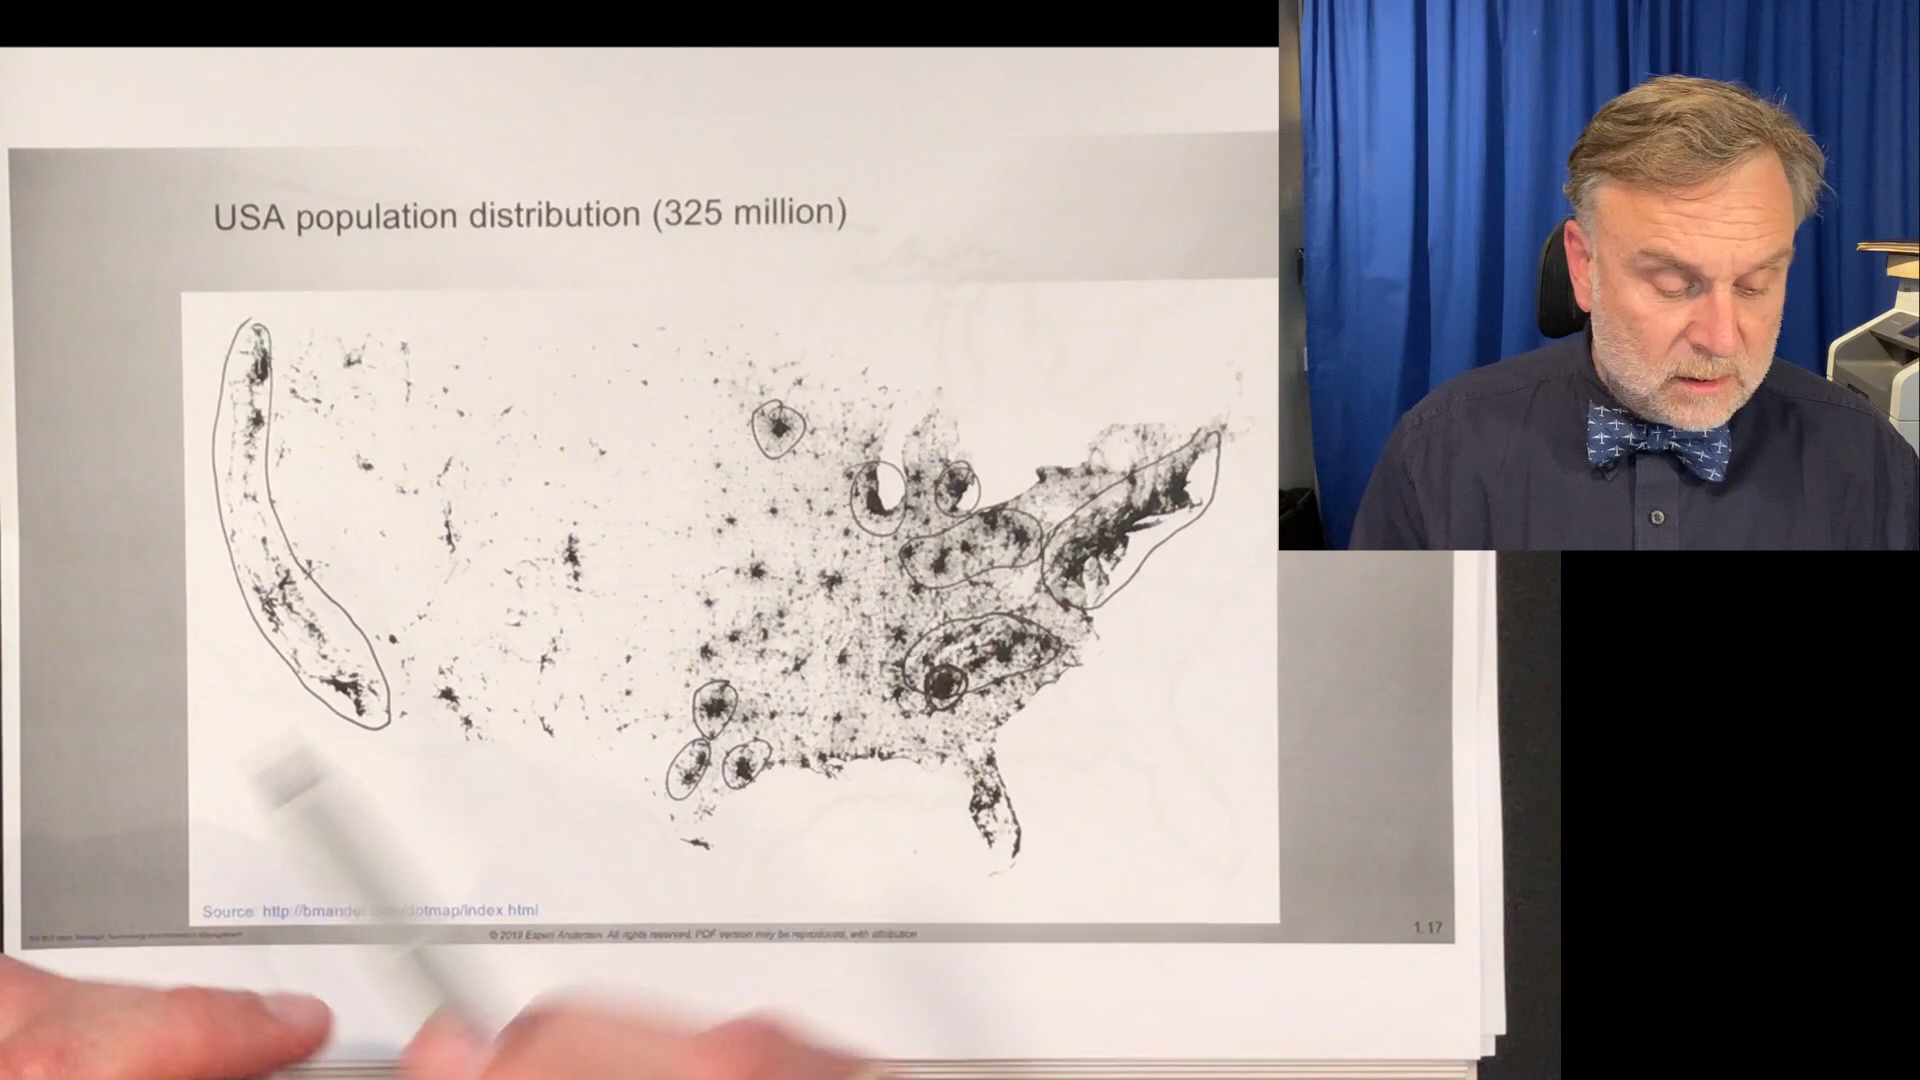 USA population distribution (325 million)
Source: http://bmander dotmap/index.html
© 2019 Espen Andersen. All rights reserved. PDF version may be reproduced, with attribution
1.17